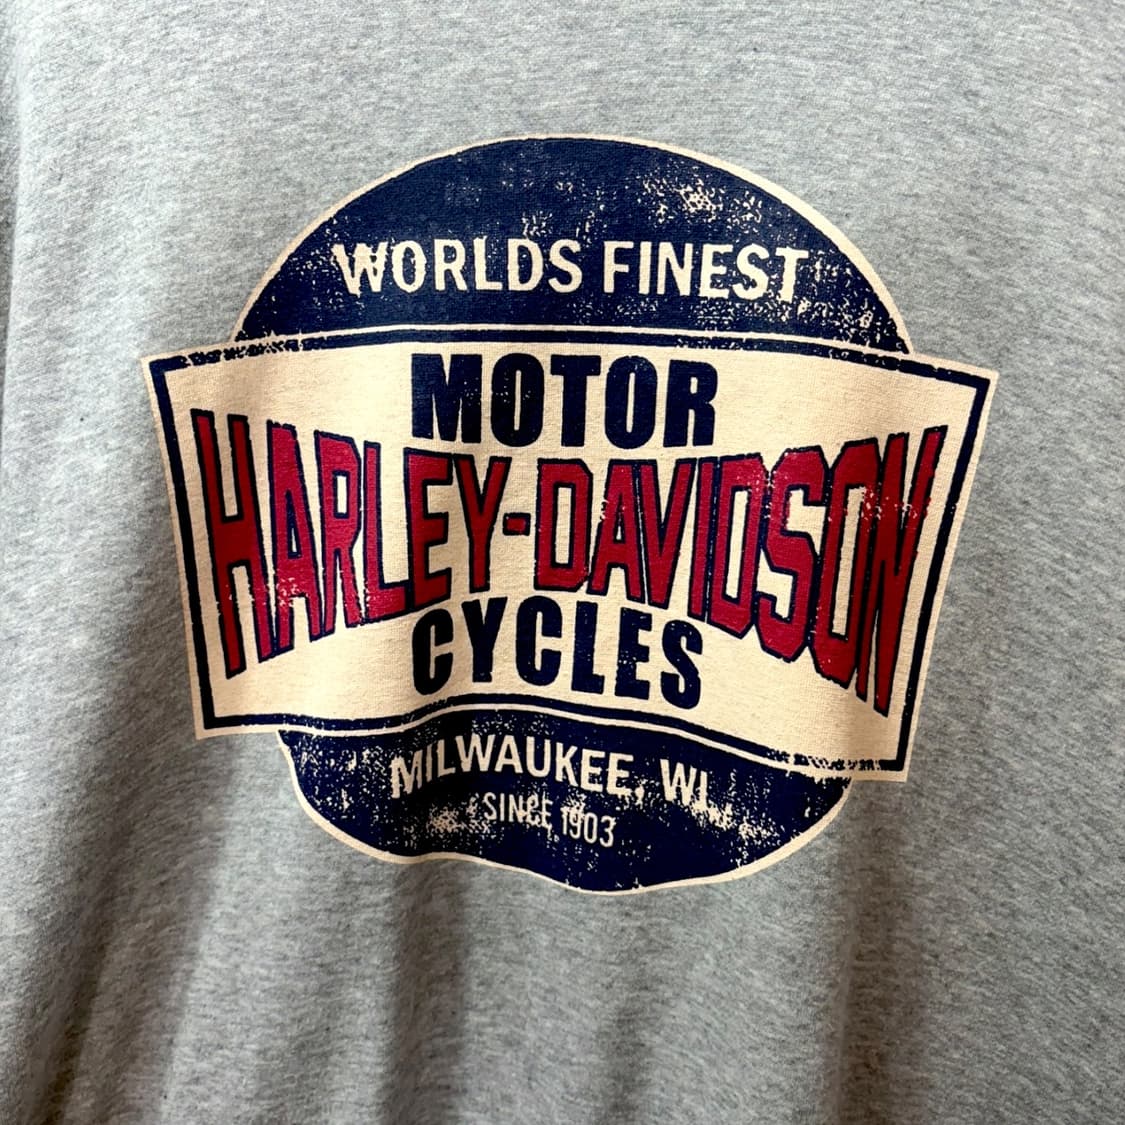 WORLDS FINEST
MOTOR
HARLEY-DAVIDSON
CYCLES
MILWAUKEE, WI.
SINCE 1903